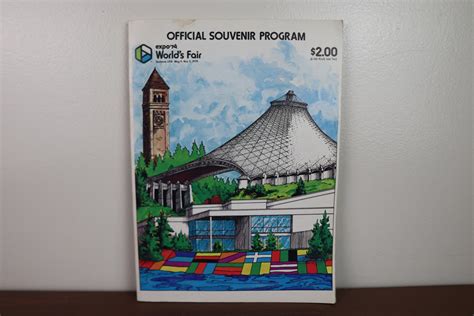 OFFICIAL SOUVENIR PROGRAM
expo'74
World's Fair
$2.00